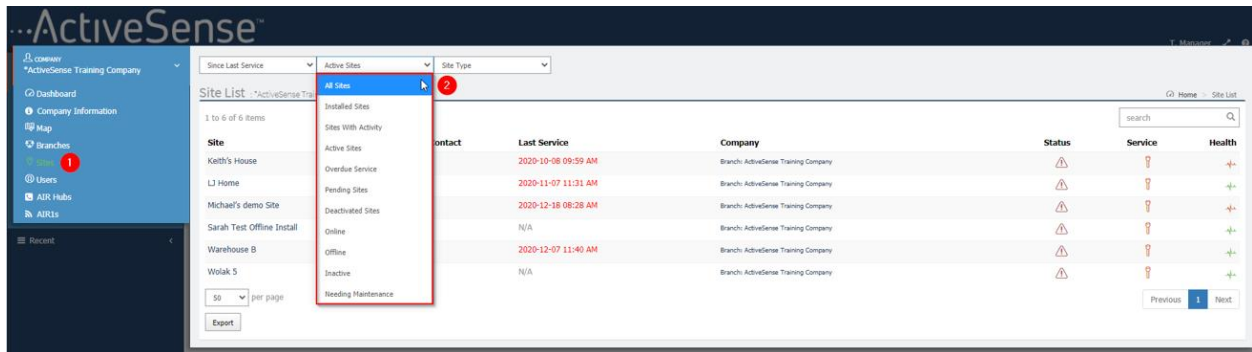 ...ActiveSense™
T. Manager
COMPANY
*ActiveSense Training Company
Dashboard
Company Information
Map
Branches
Sites 1
Users
AIR Hubs
AIR1s
Recent
Since Last Service Active Sites Site Type
All Sites 2
Installed Sites
Sites With Activity
Active Sites
Overdue Service
Pending Sites
Deactivated Sites
Online
Offline
Inactive
Needing Maintenance
Site List : *ActiveSense Trai
Home > Site List
1 to 6 of 6 items
search
Site ontact Last Service Company Status Service Health
Keith's House 2020-10-08 09:59 AM Branch: ActiveSense Training Company
LJ Home 2020-11-07 11:31 AM Branch: ActiveSense Training Company
Michael's demo Site 2020-12-18 08:28 AM Branch: ActiveSense Training Company
Sarah Test Offline Install N/A Branch: ActiveSense Training Company
Warehouse B 2020-12-07 11:40 AM Branch: ActiveSense Training Company
Wolak 5 N/A Branch: ActiveSense Training Company
50 per page
Previous 1 Next
Export